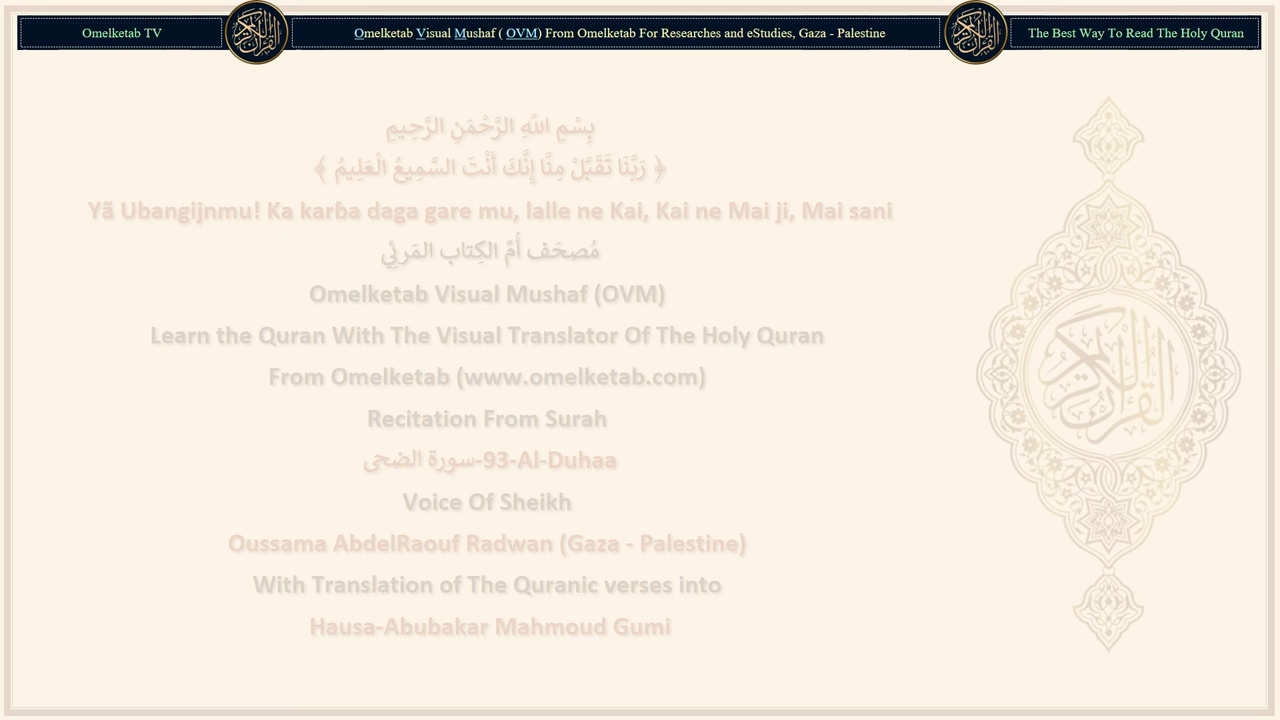 Omelketab TV
Omelketab Visual Mushaf ( OVM) From Omelketab For Researches and eStudies, Gaza - Palestine
The Best Way To Read The Holy Quran
بِسْمِ اللَّهِ الرَّحْمَنِ الرَّحِيمِ
﴿ رَبَّنَا تَقَبَّلْ مِنَّا إِنَّكَ أَنْتَ السَّمِيعُ الْعَلِيمُ ﴾
Yã Ubangijnmu! Ka karɓa daga gare mu, lalle ne Kai, Kai ne Mai ji, Mai sani
مُصحَف أُمِّ الكِتاب المَرئِي
Omelketab Visual Mushaf (OVM)
Learn the Quran With The Visual Translator Of The Holy Quran
From Omelketab (www.omelketab.com)
Recitation From Surah
سورة الضحى-93-Al-Duhaa
Voice Of Sheikh
Oussama AbdelRaouf Radwan (Gaza - Palestine)
With Translation of The Quranic verses into
Hausa-Abubakar Mahmoud Gumi
القرآن الكريم